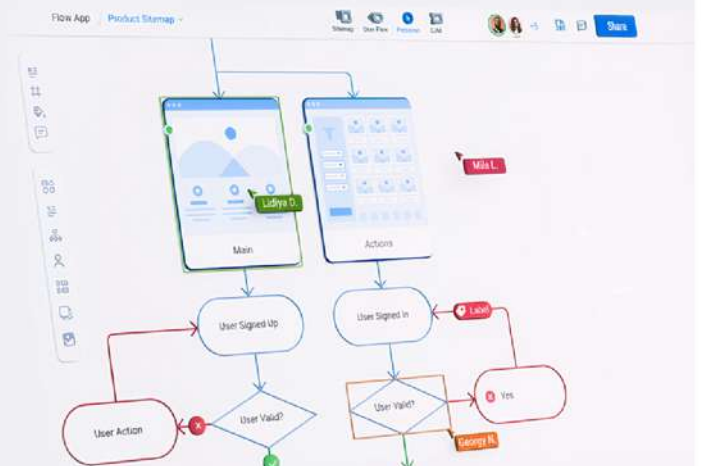 Flow App / Product Sitemap
Share
Sitemap User Flow Prototype
Mila L.
Lidiya D.
Main
Actions
User Signed Up
User Signed In
Label
User Action
User Valid?
User Valid?
Yes
Georgy N.